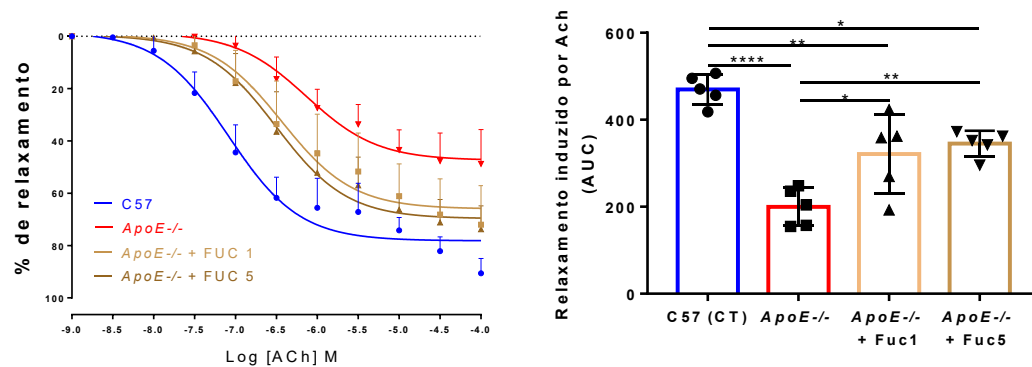 % de relaxamento
0
20
40
60
80
100
C57
ApoE-/-
ApoE-/- + FUC 1
ApoE-/- + FUC 5
-9.0 -8.5 -8.0 -7.5 -7.0 -6.5 -6.0 -5.5 -5.0 -4.5 -4.0
Log [ACh] M
Relaxamento induzido por Ach
(AUC)
600
400
200
0
*
**
****
**
*
C57 (CT) ApoE-/- ApoE-/- ApoE-/-
+ Fuc1 + Fuc5